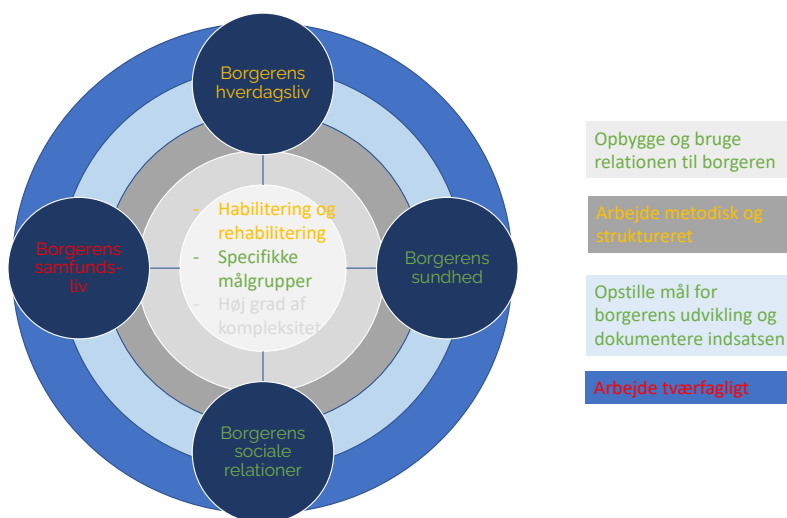 Borgerens
hverdagsliv
- Habilitering og
rehabilitering
- Specifikke
målgrupper
- Høj grad af
kompleksitet
Borgerens
samfunds-
liv
Borgerens
sundhed
Borgerens
sociale
relationer
Opbygge og bruge
relationen til borgeren
Arbejde metodisk og
struktureret
Opstille mål for
borgerens udvikling og
dokumentere indsatsen
Arbejde tværfagligt